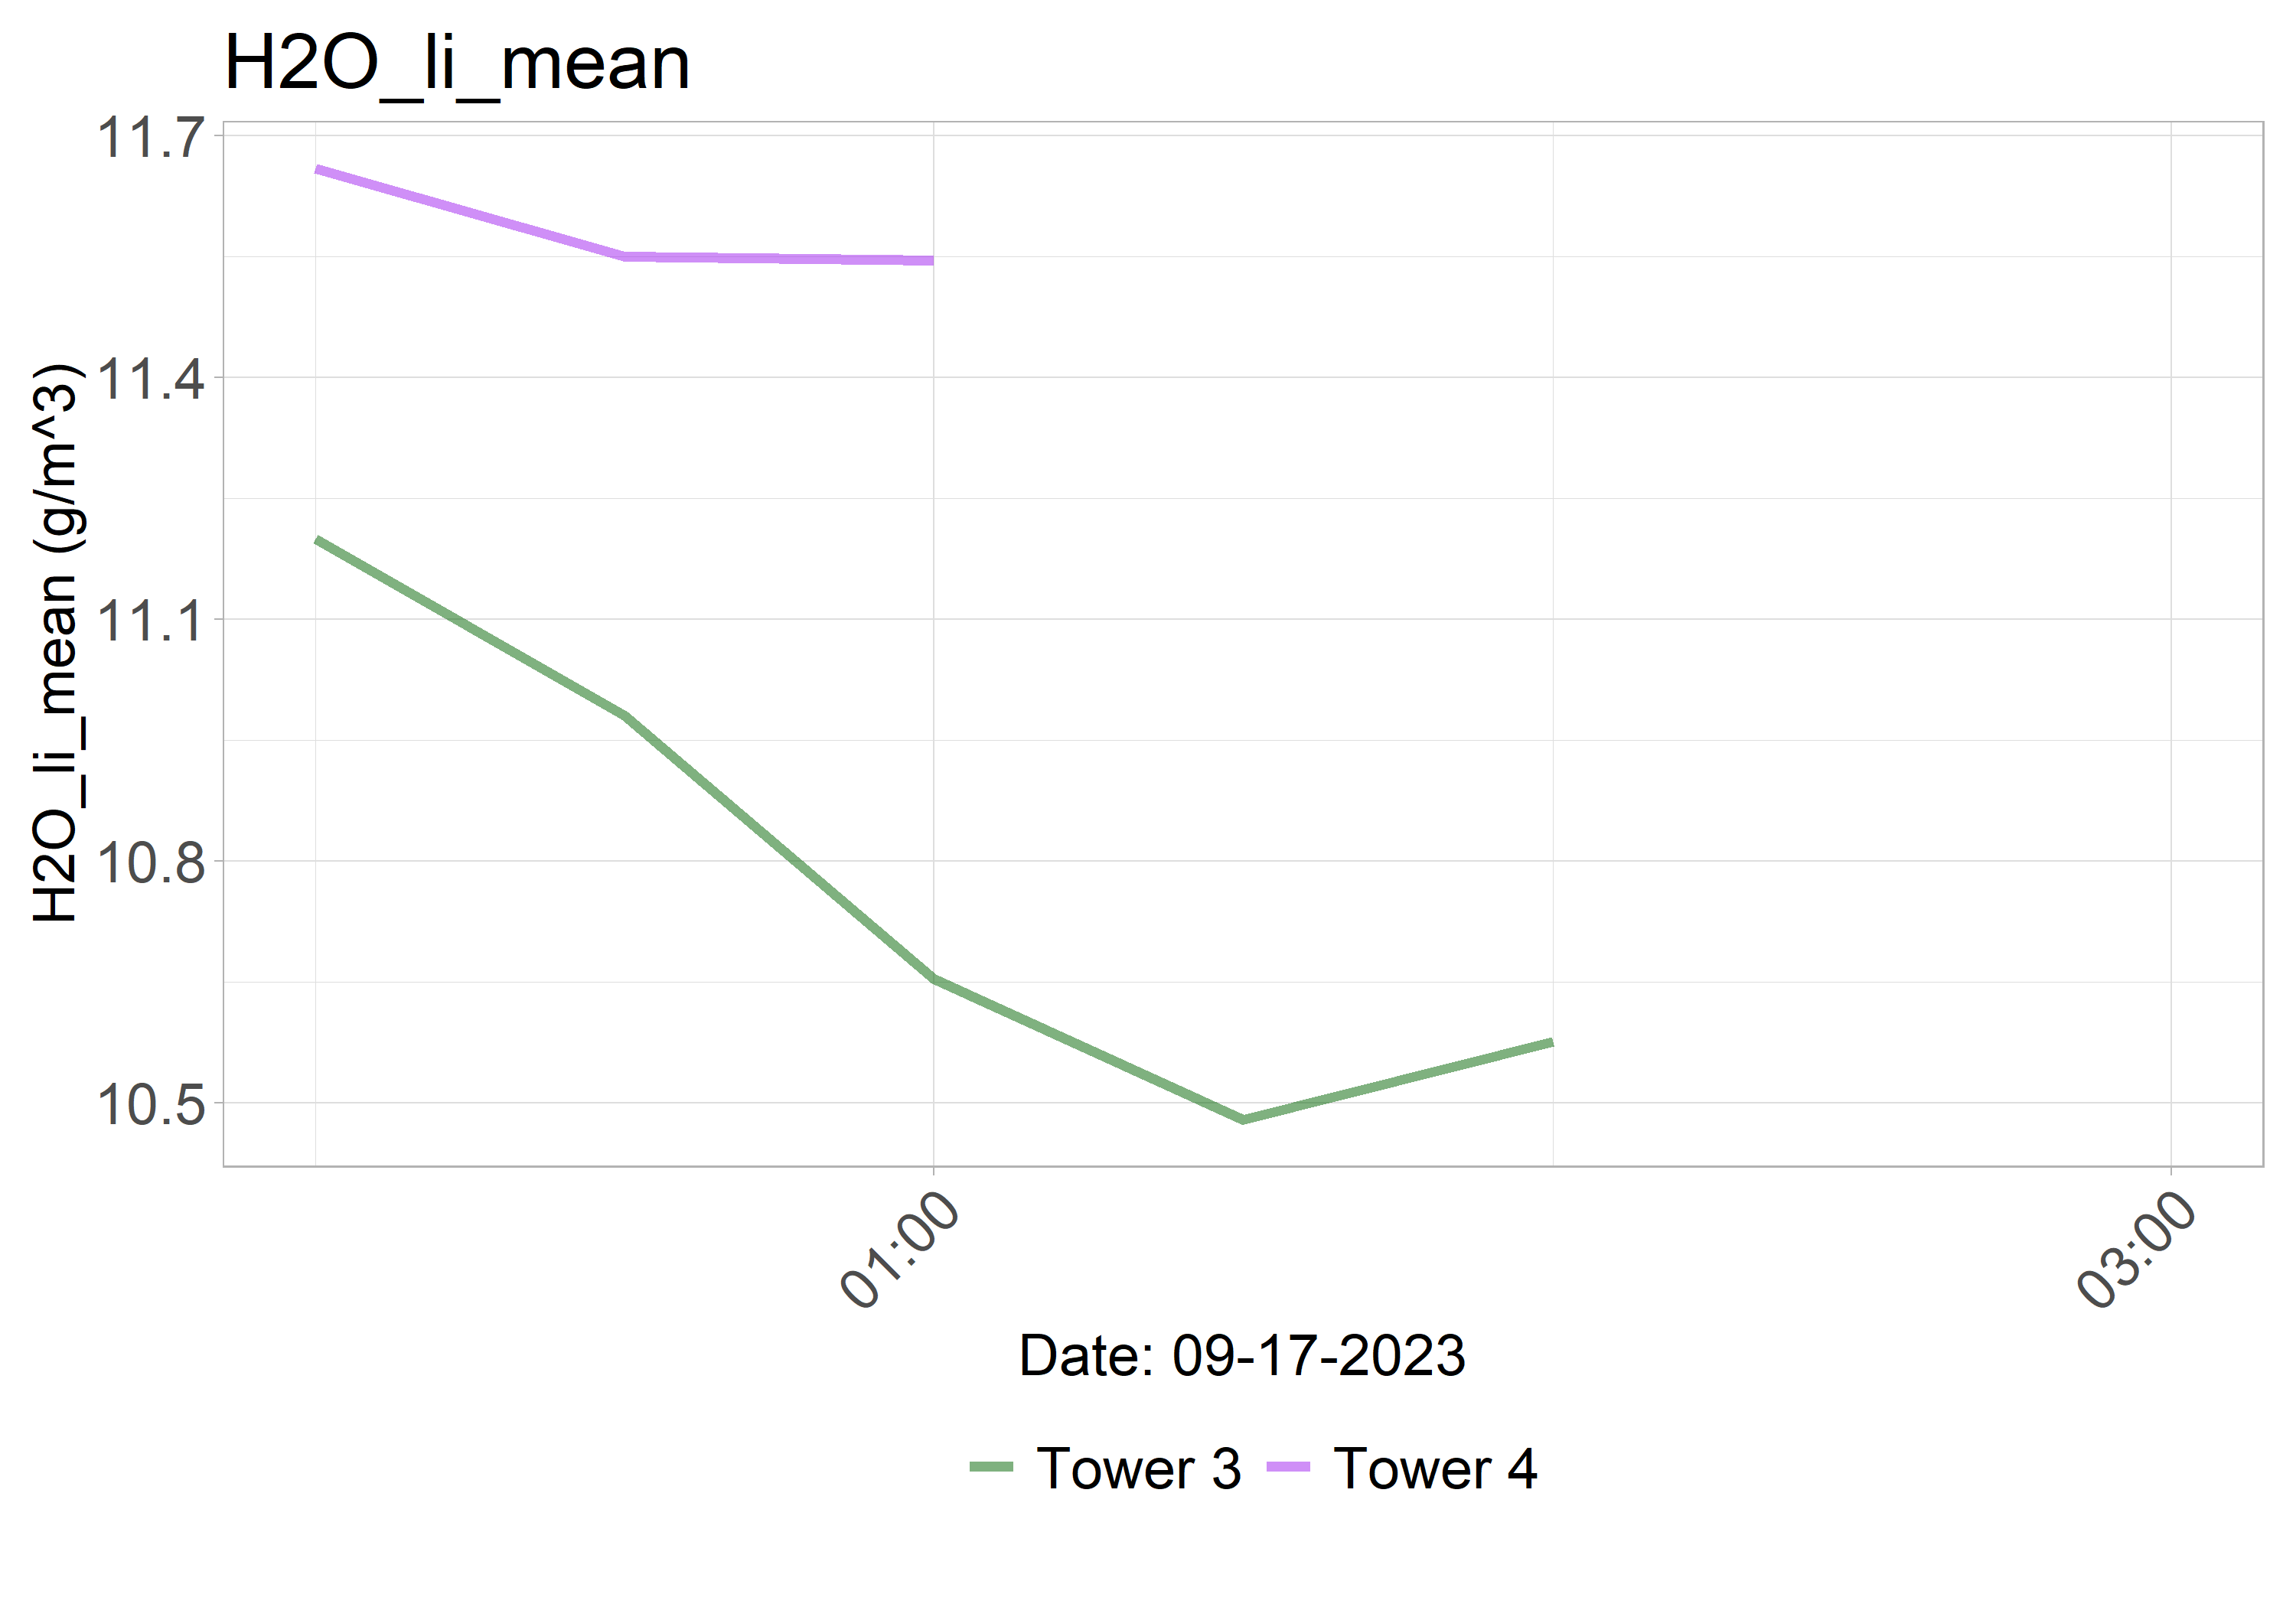 H2O_li_mean
H2O_li_mean (g/m^3)
11.7
11.4
11.1
10.8
10.5
01:00
03:00
Date: 09-17-2023
Tower 3
Tower 4